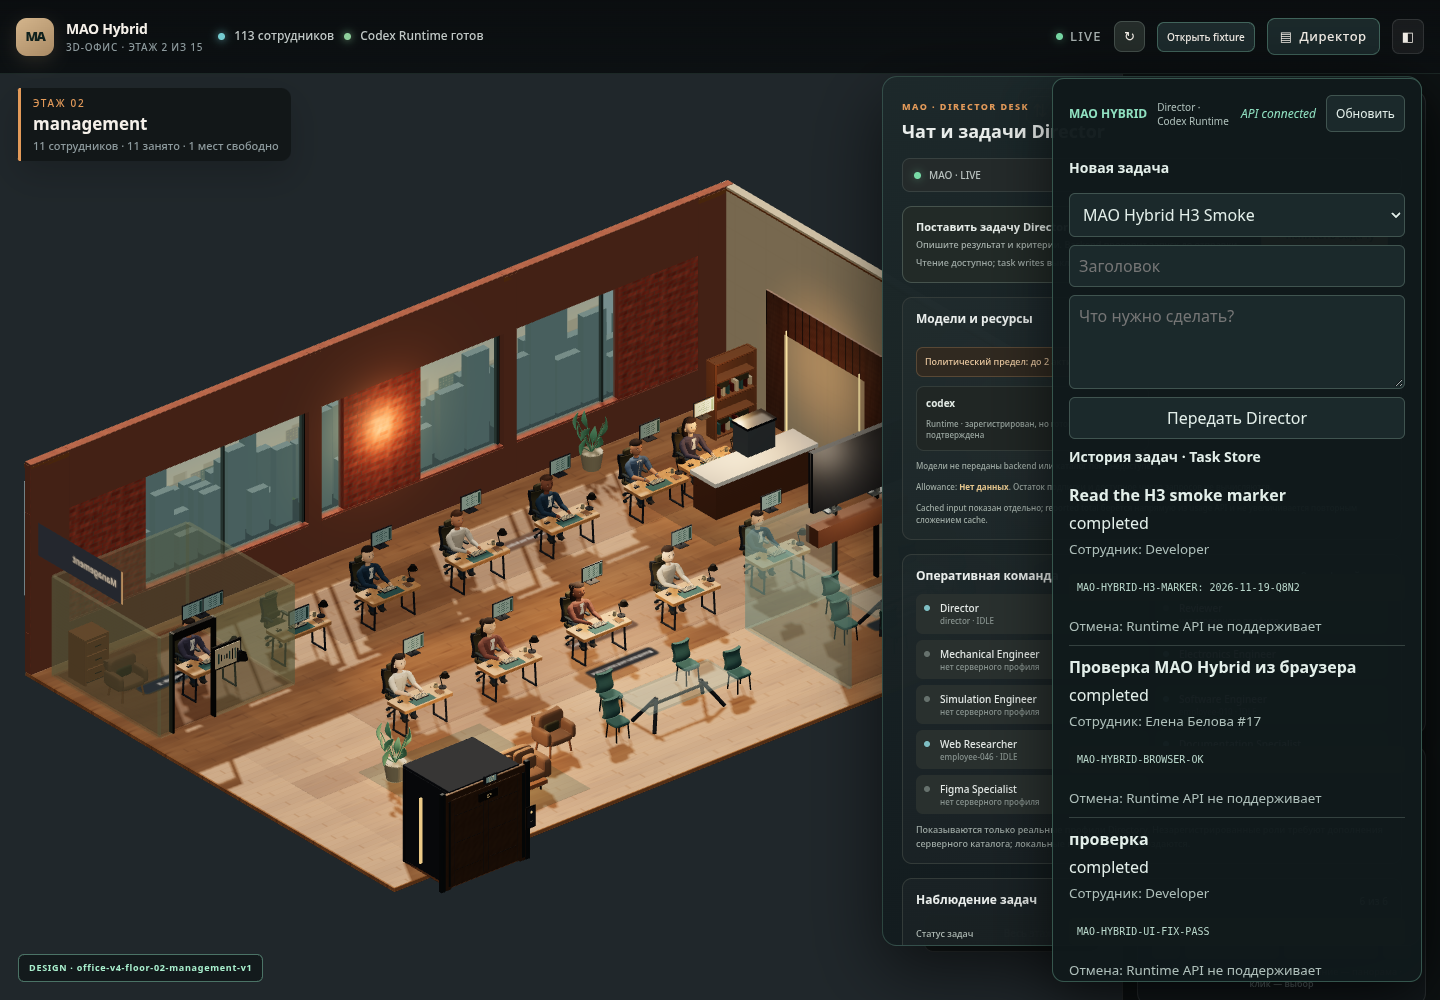 MA
MAO Hybrid
3D-ОФИС · ЭТАЖ 2 ИЗ 15
113 сотрудников
Codex Runtime готов
LIVE
Открыть fixture
Директор
ЭТАЖ 02
management
11 сотрудников · 11 занято · 1 мест свободно
Management
DESIGN · office-v4-floor-02-management-v1
MAO · DIRECTOR DESK
Чат и задачи Director
MAO · LIVE
Поставить задачу Direc
Опишите результат и критери
Чтение доступно; task writes в
Модели и ресурсы
Политический предел: до 2
codex
Runtime · зарегистрирован, но
подтверждена
Модели не переданы backend или
Allowance: Нет данных. Остаток
Cached input показан отдельно; re
сложением cache.
Оперативная команд
Director
director · IDLE
Mechanical Engineer
нет серверного профиля
Simulation Engineer
нет серверного профиля
Web Researcher
employee-046 · IDLE
Figma Specialist
нет серверного профиля
Показываются только реальн
серверного каталога; локальн
Наблюдение задач
Статус задач
MAO HYBRID
Director ·
Codex Runtime
API connected
Обновить
Новая задача
MAO Hybrid H3 Smoke
Заголовок
Что нужно сделать?
Передать Director
История задач · Task Store
Read the H3 smoke marker
completed
Сотрудник: Developer
MAO-HYBRID-H3-MARKER: 2026-11-19-Q8N2
Отмена: Runtime API не поддерживает
Проверка MAO Hybrid из браузера
completed
Сотрудник: Елена Белова #17
MAO-HYBRID-BROWSER-OK
Отмена: Runtime API не поддерживает
проверка
completed
Сотрудник: Developer
MAO-HYBRID-UI-FIX-PASS
Отмена: Runtime API не поддерживает
клик — выбор